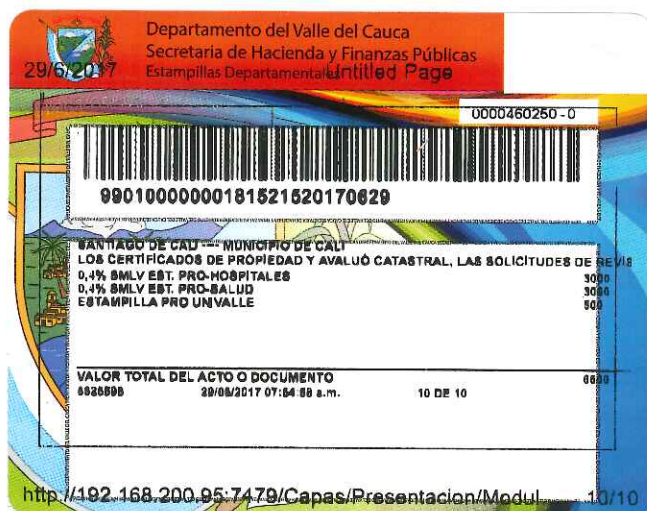 Departamento del Valle del Cauca
Secretaria de Hacienda y Finanzas Públicas
29/6/2017 Estampillas Departamentales Untitled Page
0000460250 - 0
9901000000018152152017062​9
SANTIAGO DE CALI --- MUNICIPIO DE CALI
LOS CERTIFICADOS DE PROPIEDAD Y AVALUÓ CATASTRAL, LAS SOLICITUDES DE REVIS
0,4% SMLV EST. PRO-HOSPITALES 3000
0,4% SMLV EST. PRO-SALUD 3000
ESTAMPILLA PRO UNIVALLE 500
VALOR TOTAL DEL ACTO O DOCUMENTO 6500
29/06/2017 07:54:58 a.m. 10 DE 10
http://192.168.200.95:7479/Capas/Presentacion/Modul... 10/10